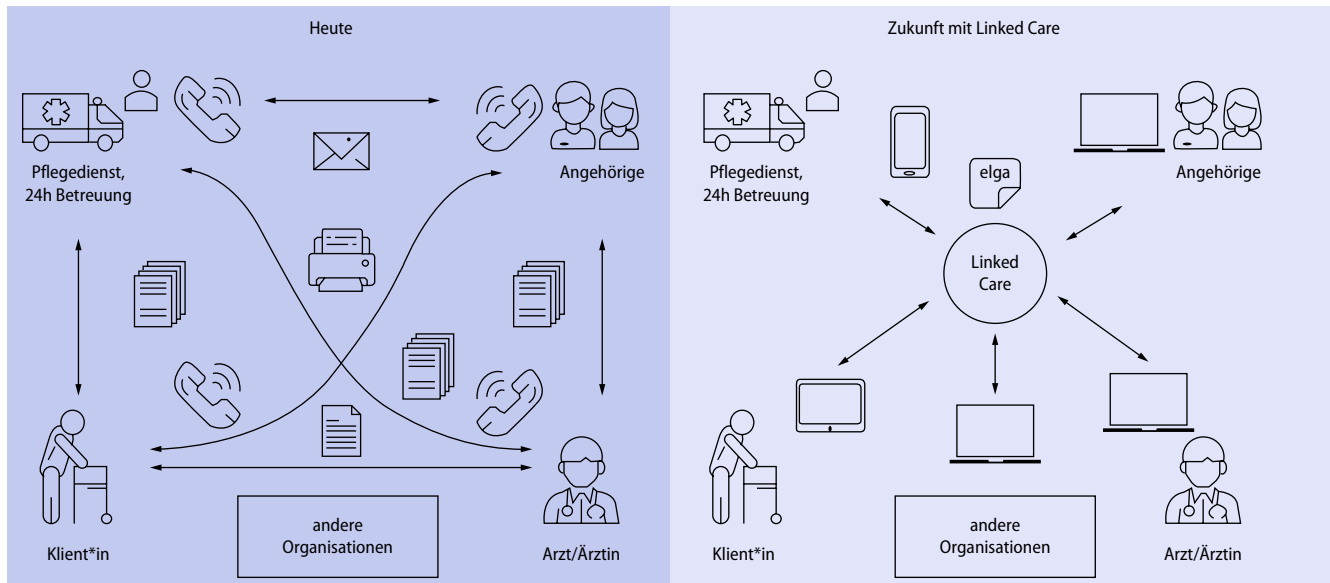 Heute
Pflegedienst,
24h Betreuung
Angehörige
Klient*in
andere
Organisationen
Arzt/Ärztin
Zukunft mit Linked Care
Pflegedienst,
24h Betreuung
elga
Angehörige
Linked
Care
Klient*in
andere
Organisationen
Arzt/Ärztin